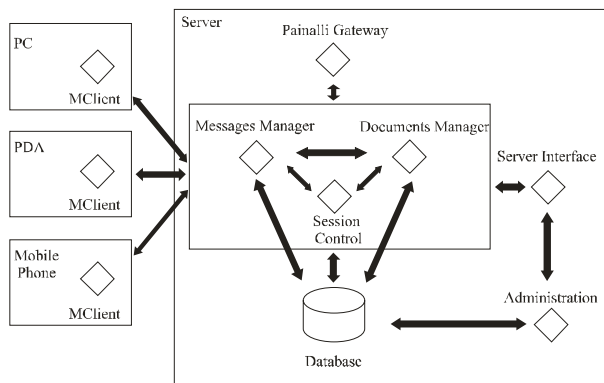 Server
Painalli Gateway
PC
MClient
PDA
MClient
Mobile
Phone
MClient
Messages Manager
Documents Manager
Session
Control
Server Interface
Administration
Database